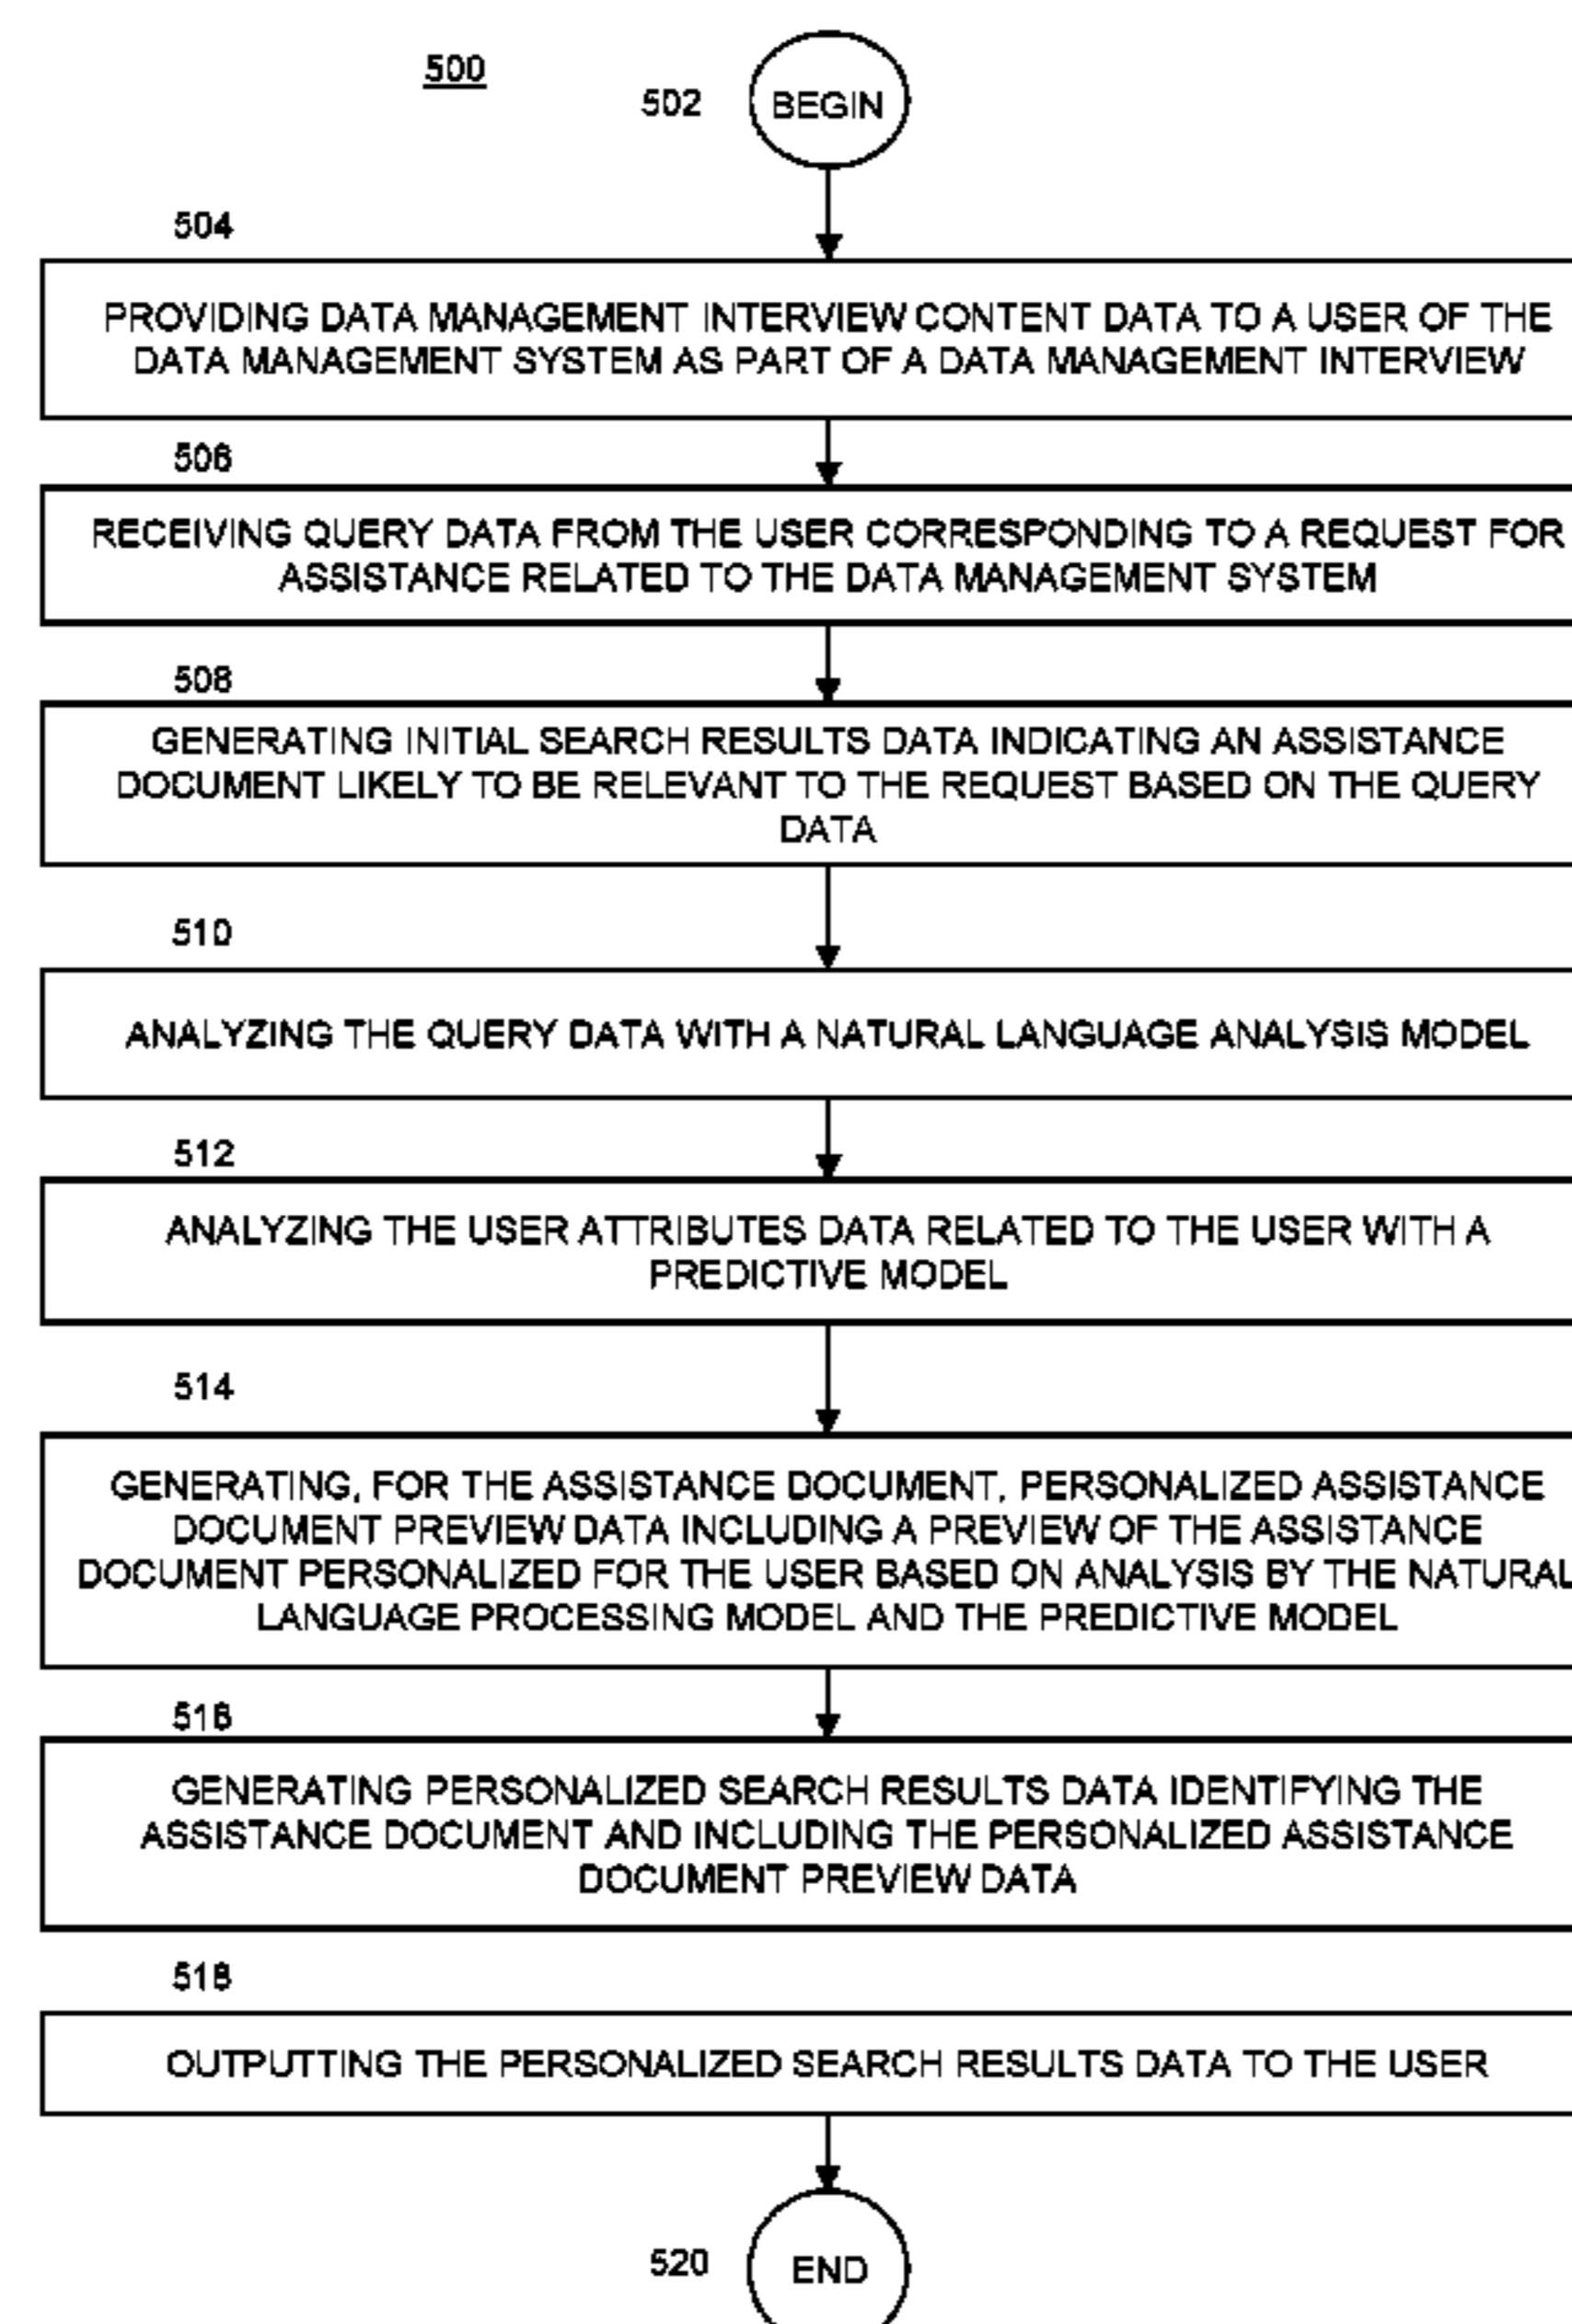 500
502
BEGIN
504
PROVIDING DATA MANAGEMENT INTERVIEW CONTENT DATA TO A USER OF THE
DATA MANAGEMENT SYSTEM AS PART OF A DATA MANAGEMENT INTERVIEW
506
RECEIVING QUERY DATA FROM THE USER CORRESPONDING TO A REQUEST FOR
ASSISTANCE RELATED TO THE DATA MANAGEMENT SYSTEM
508
GENERATING INITIAL SEARCH RESULTS DATA INDICATING AN ASSISTANCE
DOCUMENT LIKELY TO BE RELEVANT TO THE REQUEST BASED ON THE QUERY
DATA
510
ANALYZING THE QUERY DATA WITH A NATURAL LANGUAGE ANALYSIS MODEL
512
ANALYZING THE USER ATTRIBUTES DATA RELATED TO THE USER WITH A
PREDICTIVE MODEL
514
GENERATING, FOR THE ASSISTANCE DOCUMENT, PERSONALIZED ASSISTANCE
DOCUMENT PREVIEW DATA INCLUDING A PREVIEW OF THE ASSISTANCE
DOCUMENT PERSONALIZED FOR THE USER BASED ON ANALYSIS BY THE NATURAL
LANGUAGE PROCESSING MODEL AND THE PREDICTIVE MODEL
516
GENERATING PERSONALIZED SEARCH RESULTS DATA IDENTIFYING THE
ASSISTANCE DOCUMENT AND INCLUDING THE PERSONALIZED ASSISTANCE
DOCUMENT PREVIEW DATA
518
OUTPUTTING THE PERSONALIZED SEARCH RESULTS DATA TO THE USER
520
END